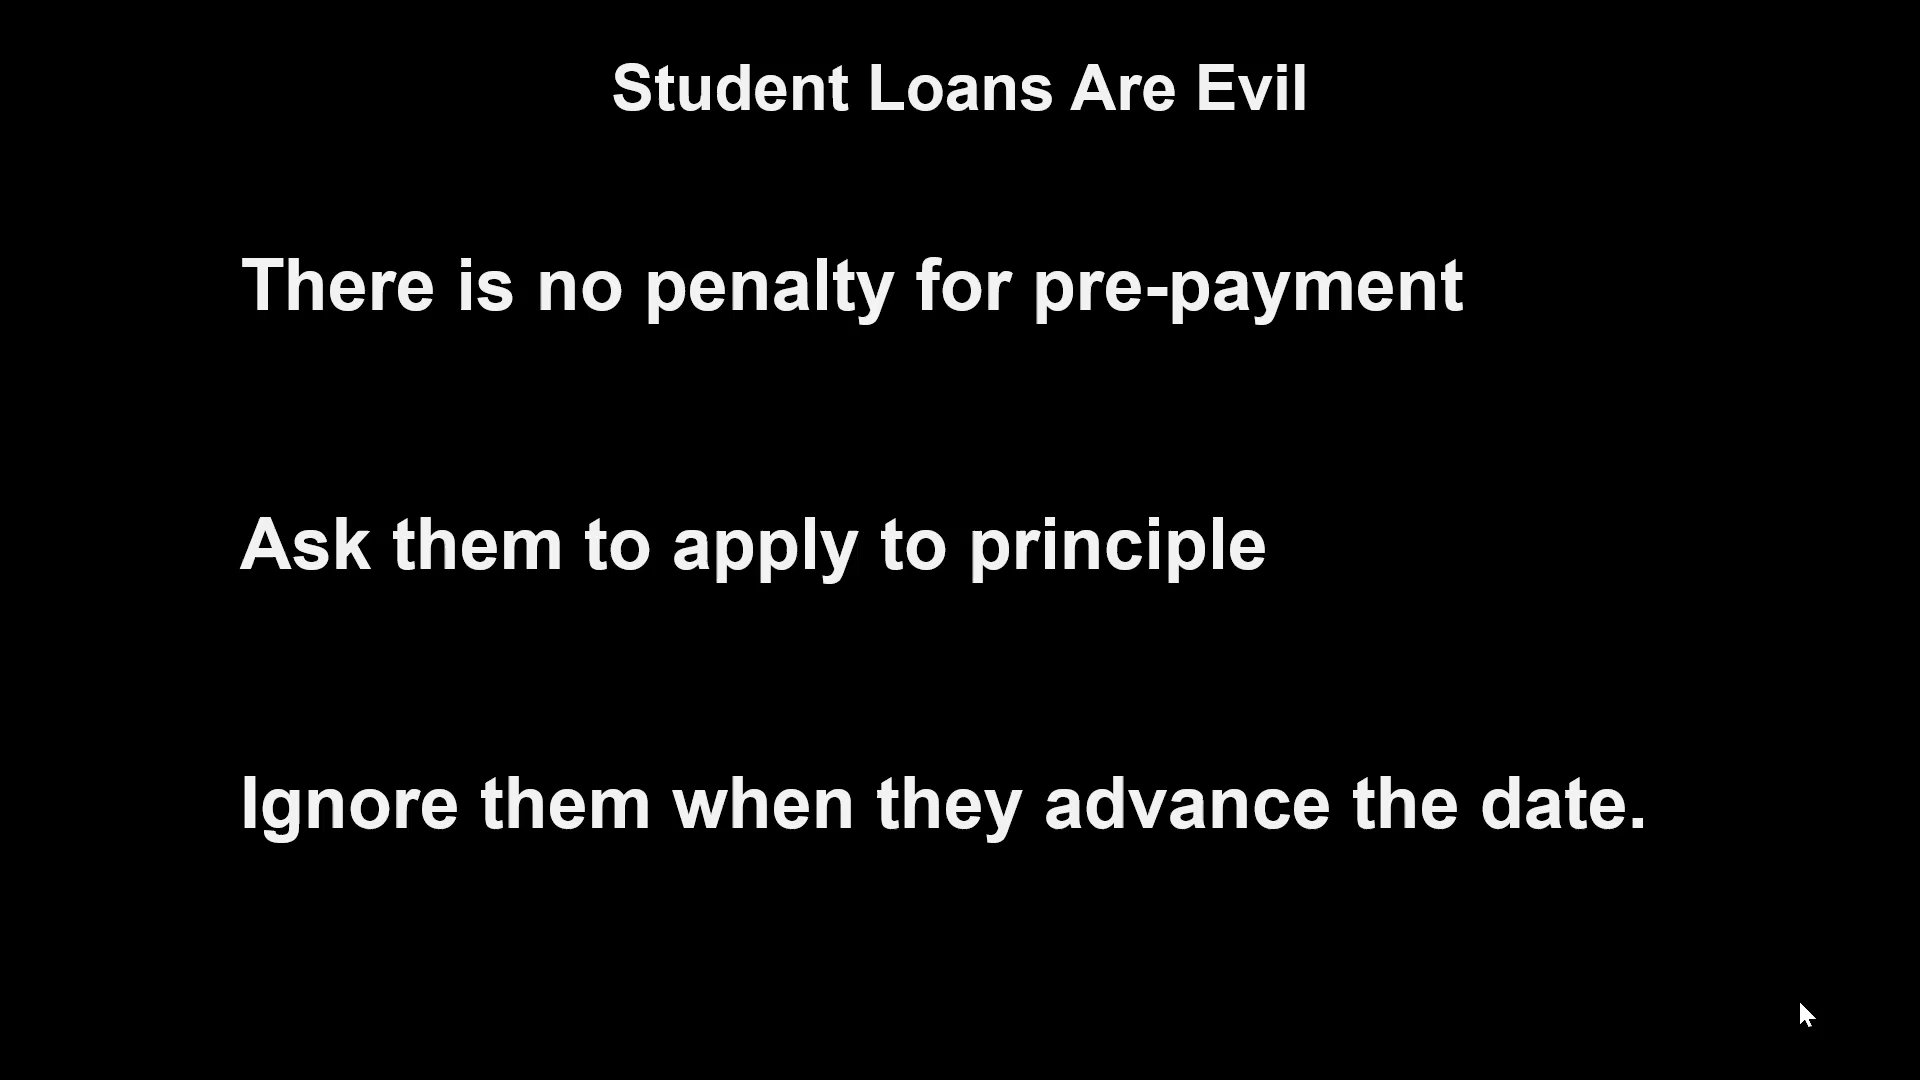 Student Loans Are Evil
There is no penalty for pre-payment
Ask them to apply to principle
Ignore them when they advance the date.